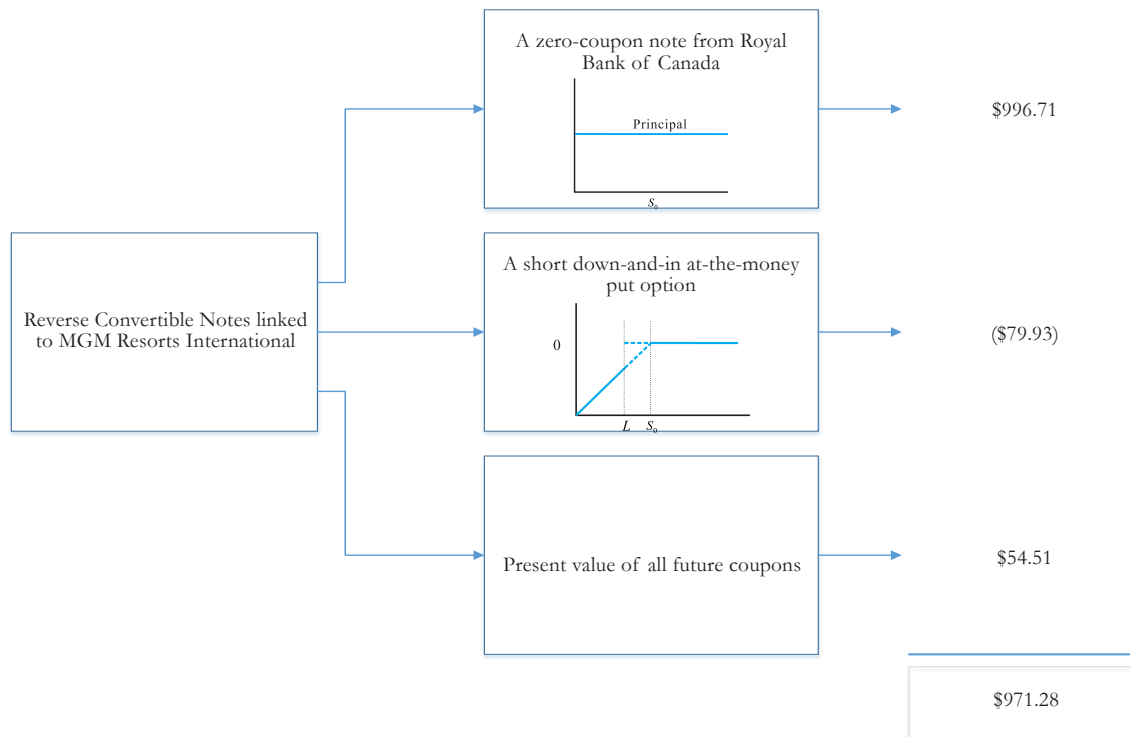 A zero-coupon note from Royal
Bank of Canada
Principal
S₀
$996.71
Reverse Convertible Notes linked
to MGM Resorts International
A short down-and-in at-the-money
put option
0
L S₀
($79.93)
Present value of all future coupons
$54.51
$971.28